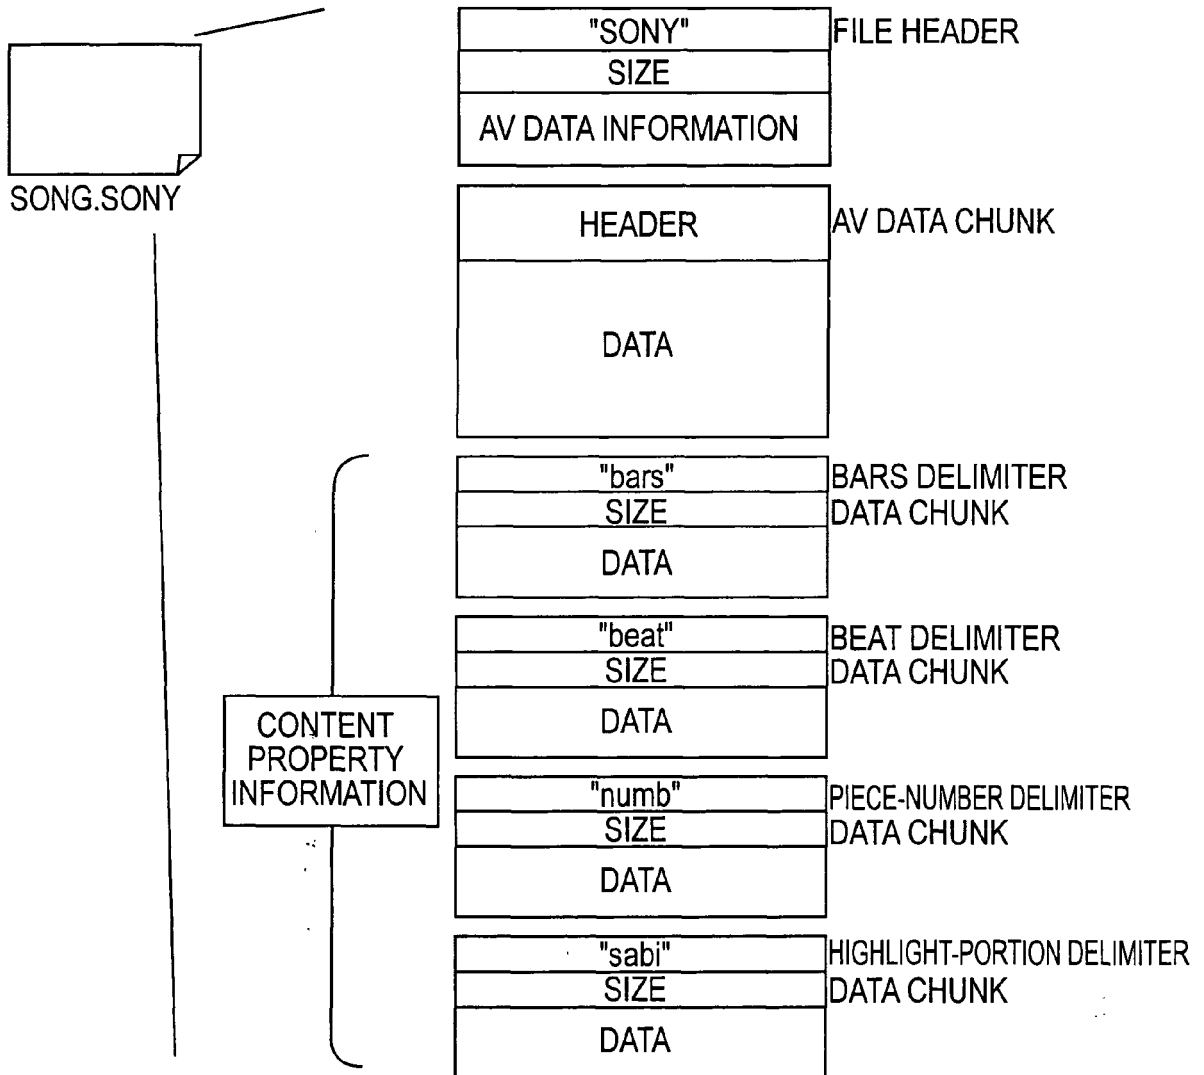 "SONY" FILE HEADER
SIZE
AV DATA INFORMATION
SONG.SONY
HEADER AV DATA CHUNK
DATA
"bars" BARS DELIMITER
SIZE DATA CHUNK
DATA
"beat" BEAT DELIMITER
SIZE DATA CHUNK
DATA
CONTENT
PROPERTY
INFORMATION
"numb" PIECE-NUMBER DELIMITER
SIZE DATA CHUNK
DATA
"sabi" HIGHLIGHT-PORTION DELIMITER
SIZE DATA CHUNK
DATA